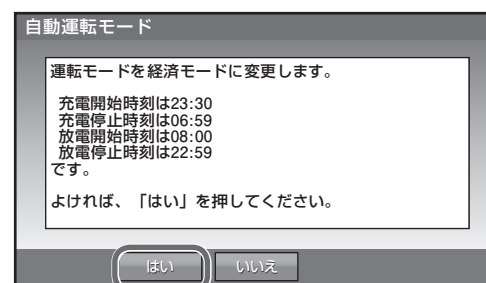 自動運転モード
運転モードを経済モードに変更します。
充電開始時刻は23:30
充電停止時刻は06:59
放電開始時刻は08:00
放電停止時刻は22:59
です。
よければ、「はい」を押してください。
はい いいえ